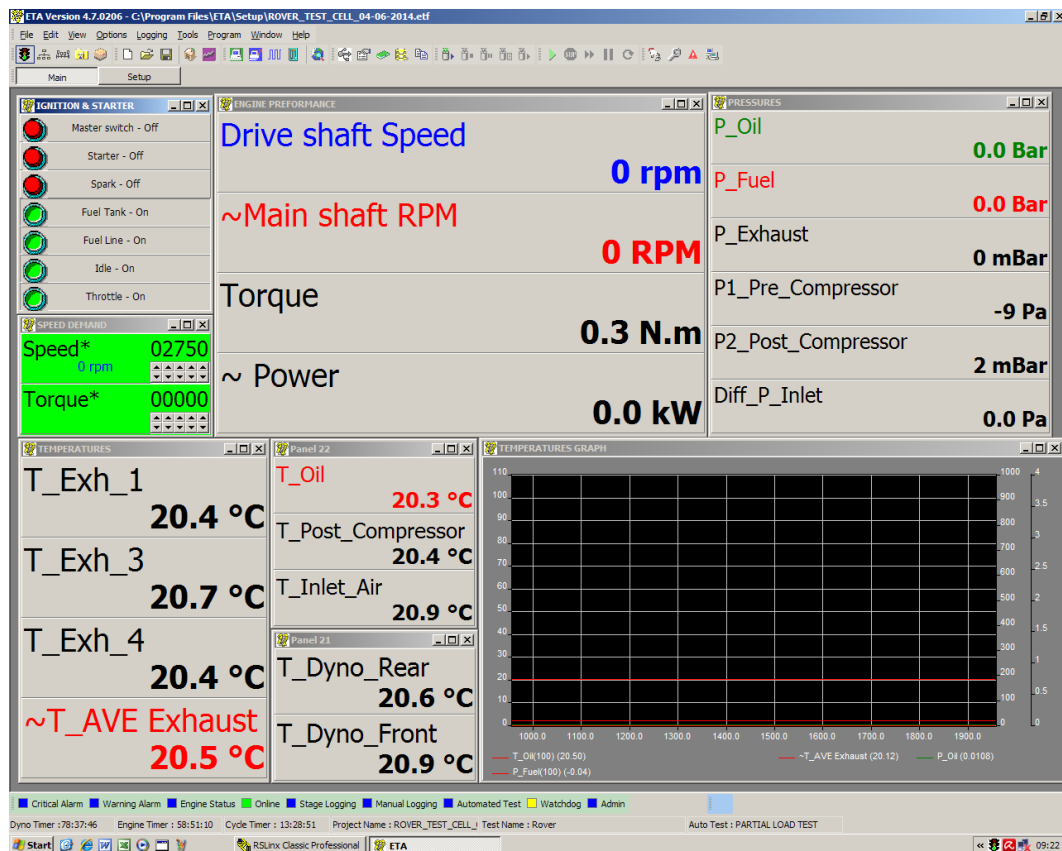 ETA Version 4.7.0206 - C:\Program Files\ETA\Setup\ROVER_TEST_CELL_04-06-2014.etf
File Edit View Options Logging Tools Program Window Help
Main Setup
IGNITION & STARTER
Master switch - Off
Starter - Off
Spark - Off
Fuel Tank - On
Fuel Line - On
Idle - On
Throttle - On
SPEED DEMAND
Speed* 02750
0 rpm
Torque* 00000
ENGINE PREFORMANCE
Drive shaft Speed
0 rpm
~Main shaft RPM
0 RPM
Torque
0.3 N.m
~ Power
0.0 kW
PRESSURES
P_Oil
0.0 Bar
P_Fuel
0.0 Bar
P_Exhaust
0 mBar
P1_Pre_Compressor
-9 Pa
P2_Post_Compressor
2 mBar
Diff_P_Inlet
0.0 Pa
TEMPERATURES
T_Exh_1
20.4 °C
T_Exh_3
20.7 °C
T_Exh_4
20.4 °C
~T_AVE Exhaust
20.5 °C
Panel 22
T_Oil
20.3 °C
T_Post_Compressor
20.4 °C
T_Inlet_Air
20.9 °C
Panel 21
T_Dyno_Rear
20.6 °C
T_Dyno_Front
20.9 °C
TEMPERATURES GRAPH
110 1000 4
100 900 3.5
90 800
80 700 3
70 600 2.5
60 500 2
50 400 1.5
40 300
30 200 1
20 100 0.5
10
0 0 0
1000.0 1100.0 1200.0 1300.0 1400.0 1500.0 1600.0 1700.0 1800.0 1900.0
T_Oil(100) (20.50) ~T_AVE Exhaust (20.12) P_Oil (0.0108)
P_Fuel(100) (-0.04)
Critical Alarm Warning Alarm Engine Status Online Stage Logging Manual Logging Automated Test Watchdog Admin
Dyno Timer :78:37:46 Engine Timer : 58:51:10 Cycle Timer : 13:28:51 Project Name : ROVER_TEST_CELL_ Test Name : Rover Auto Test : PARTIAL LOAD TEST
Start RSLinx Classic Professional ETA 09:22